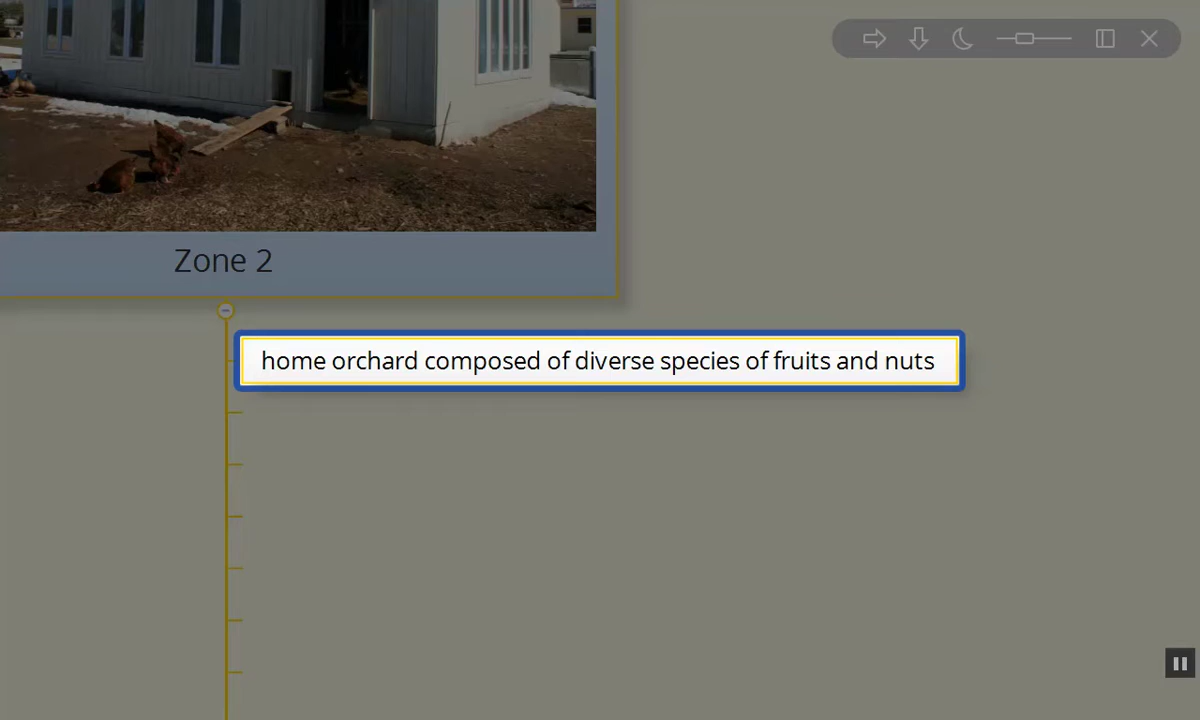 Zone 2
home orchard composed of diverse species of fruits and nuts